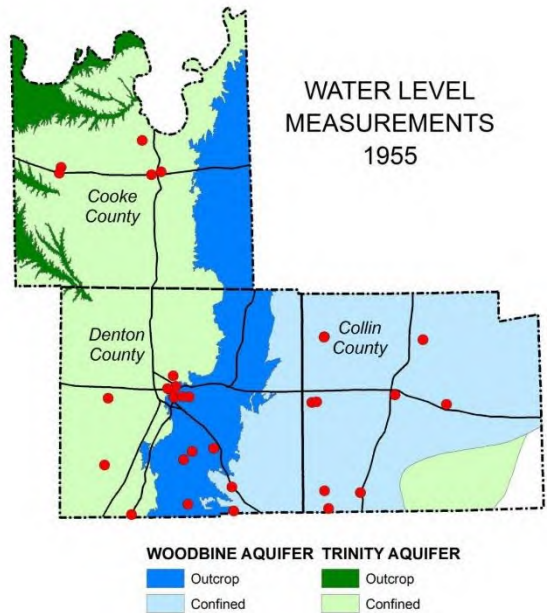 WATER LEVEL
MEASUREMENTS
1955
Cooke
County
Denton
County
Collin
County
WOODBINE AQUIFER TRINITY AQUIFER
Outcrop Outcrop
Confined Confined